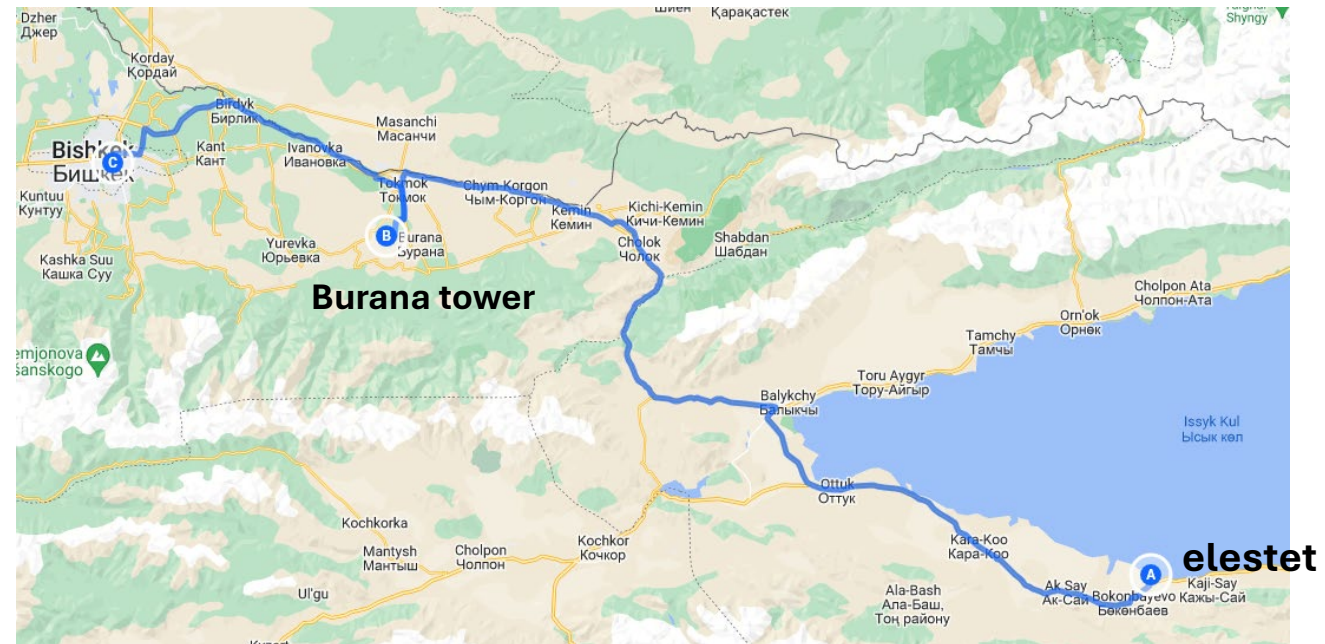 Dzher
Джер
Шиен
Қарақастек
Shyngy
Korday
Қордай
Birdyk
Бирлик
Masanchi
Масанчи
Bishkek
Бишкек
C
Kant
Кант
Ivanovka
Ивановка
Tokmok
Токмок
Chym-Korgon
Чым-Коргон
Kuntuu
Кунтуу
Kemin
Кемин
Kichi-Kemin
Кичи-Кемин
Yurevka
Юрьевка
B
Burana
Бурана
Cholok
Чолок
Shabdan
Шабдан
Kashka Suu
Кашка Суу
Burana tower
Cholpon Ata
Чолпон-Ата
Orn'ok
Орнөк
Tamchy
Тамчы
emjonova
šanskogo
Toru Aygyr
Тору-Айгыр
Balykchy
Балыкчы
Issyk Kul
Ысык көл
Ottuk
Оттук
Kochkorka
Mantysh
Мантыш
Cholpon
Чолпон
Kochkor
Кочкор
Kara-Koo
Кара-Коо
elestet
A
Ul'gu
Ala-Bash
Ала-Баш,
Тоң району
Ak Say
Ак-Сай
Bokonbayevo
Бөкөнбаев
Kaji-Say
Кажы-Сай